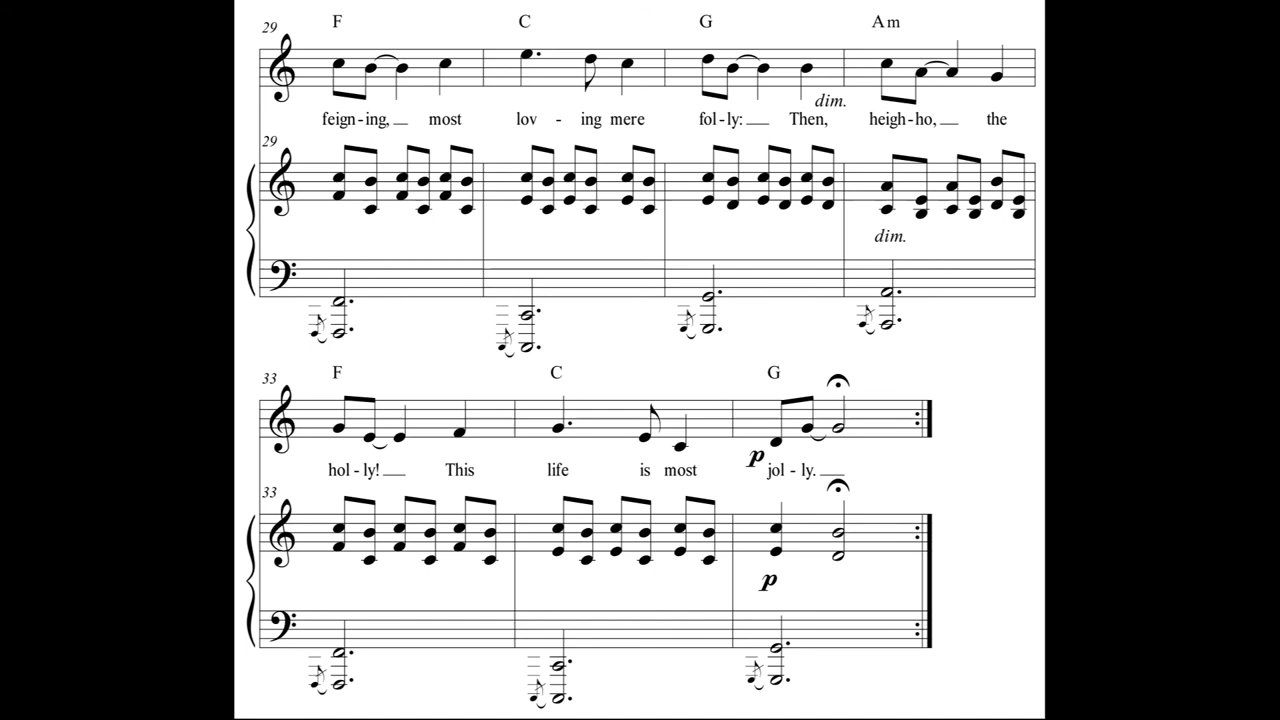 29 F C G Am
dim.
feign-ing, most lov - ing mere fol-ly: Then, heigh-ho, the
29
dim.
33 F C G
p
hol-ly! This life is most jol-ly.
33
p